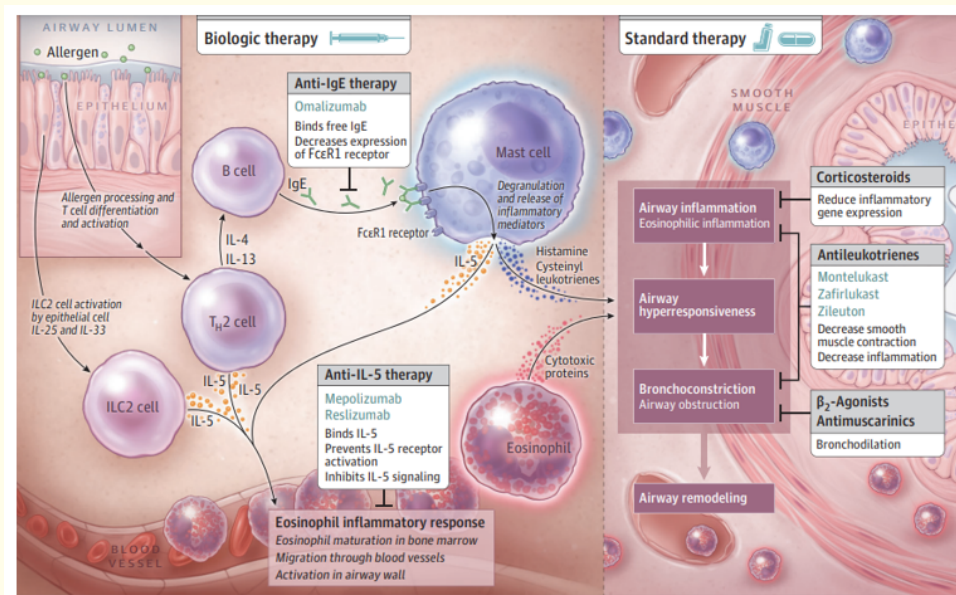 AIRWAY LUMEN
Allergen
EPITHELIUM
Allergen processing and
T cell differentiation
and activation
ILC2 cell activation
by epithelial cell
IL-25 and IL-33
Biologic therapy
Anti-IgE therapy
Omalizumab
Binds free IgE
Decreases expression
of FcεR1 receptor
B cell
IgE
Mast cell
Degranulation
and release of
inflammatory
mediators
FcεR1 receptor
IL-4
IL-13
TH2 cell
IL-5
Histamine
Cysteinyl
leukotrienes
IL-5
IL-5
IL-5
ILC2 cell
Anti-IL-5 therapy
Mepolizumab
Reslizumab
Binds IL-5
Prevents IL-5 receptor
activation
Inhibits IL-5 signaling
Cytotoxic
proteins
Eosinophil
BLOOD
VESSEL
Eosinophil inflammatory response
Eosinophil maturation in bone marrow
Migration through blood vessels
Activation in airway wall
Standard therapy
SMOOTH
MUSCLE
EPITHE
Airway inflammation
Eosinophilic inflammation
Airway
hyperresponsiveness
Bronchoconstriction
Airway obstruction
Airway remodeling
Corticosteroids
Reduce inflammatory
gene expression
Antileukotrienes
Montelukast
Zafirlukast
Zileuton
Decrease smooth
muscle contraction
Decrease inflammation
β2-Agonists
Antimuscarinics
Bronchodilation